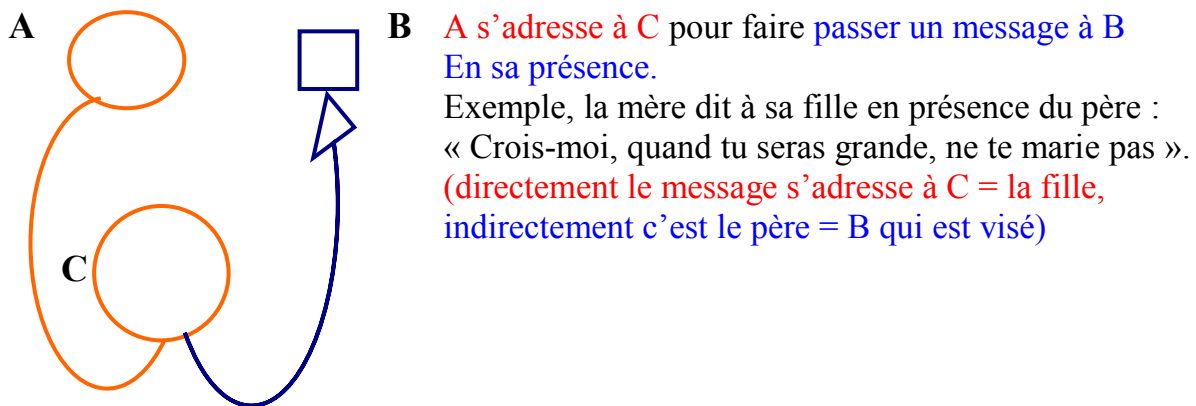 A
B
A s’adresse à C pour faire passer un message à B
En sa présence.
Exemple, la mère dit à sa fille en présence du père :
« Crois-moi, quand tu seras grande, ne te marie pas ».
(directement le message s’adresse à C = la fille,
indirectement c’est le père = B qui est visé)
C